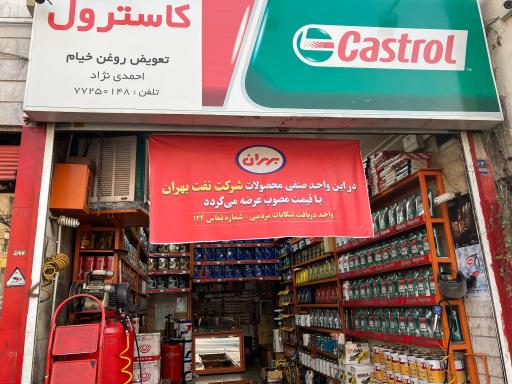 کاسترول
تعویض روغن خیام
احمدی نژاد
تلفن : ۷۷۲۵۰۱۴۸
Castrol
بهران
در این واحد صنفی محصولات شرکت نفت بهران
با قیمت مصوب عرضه می‌گردد
واحد دریافت شکایات مردمی - شماره تماس ۱۲۴